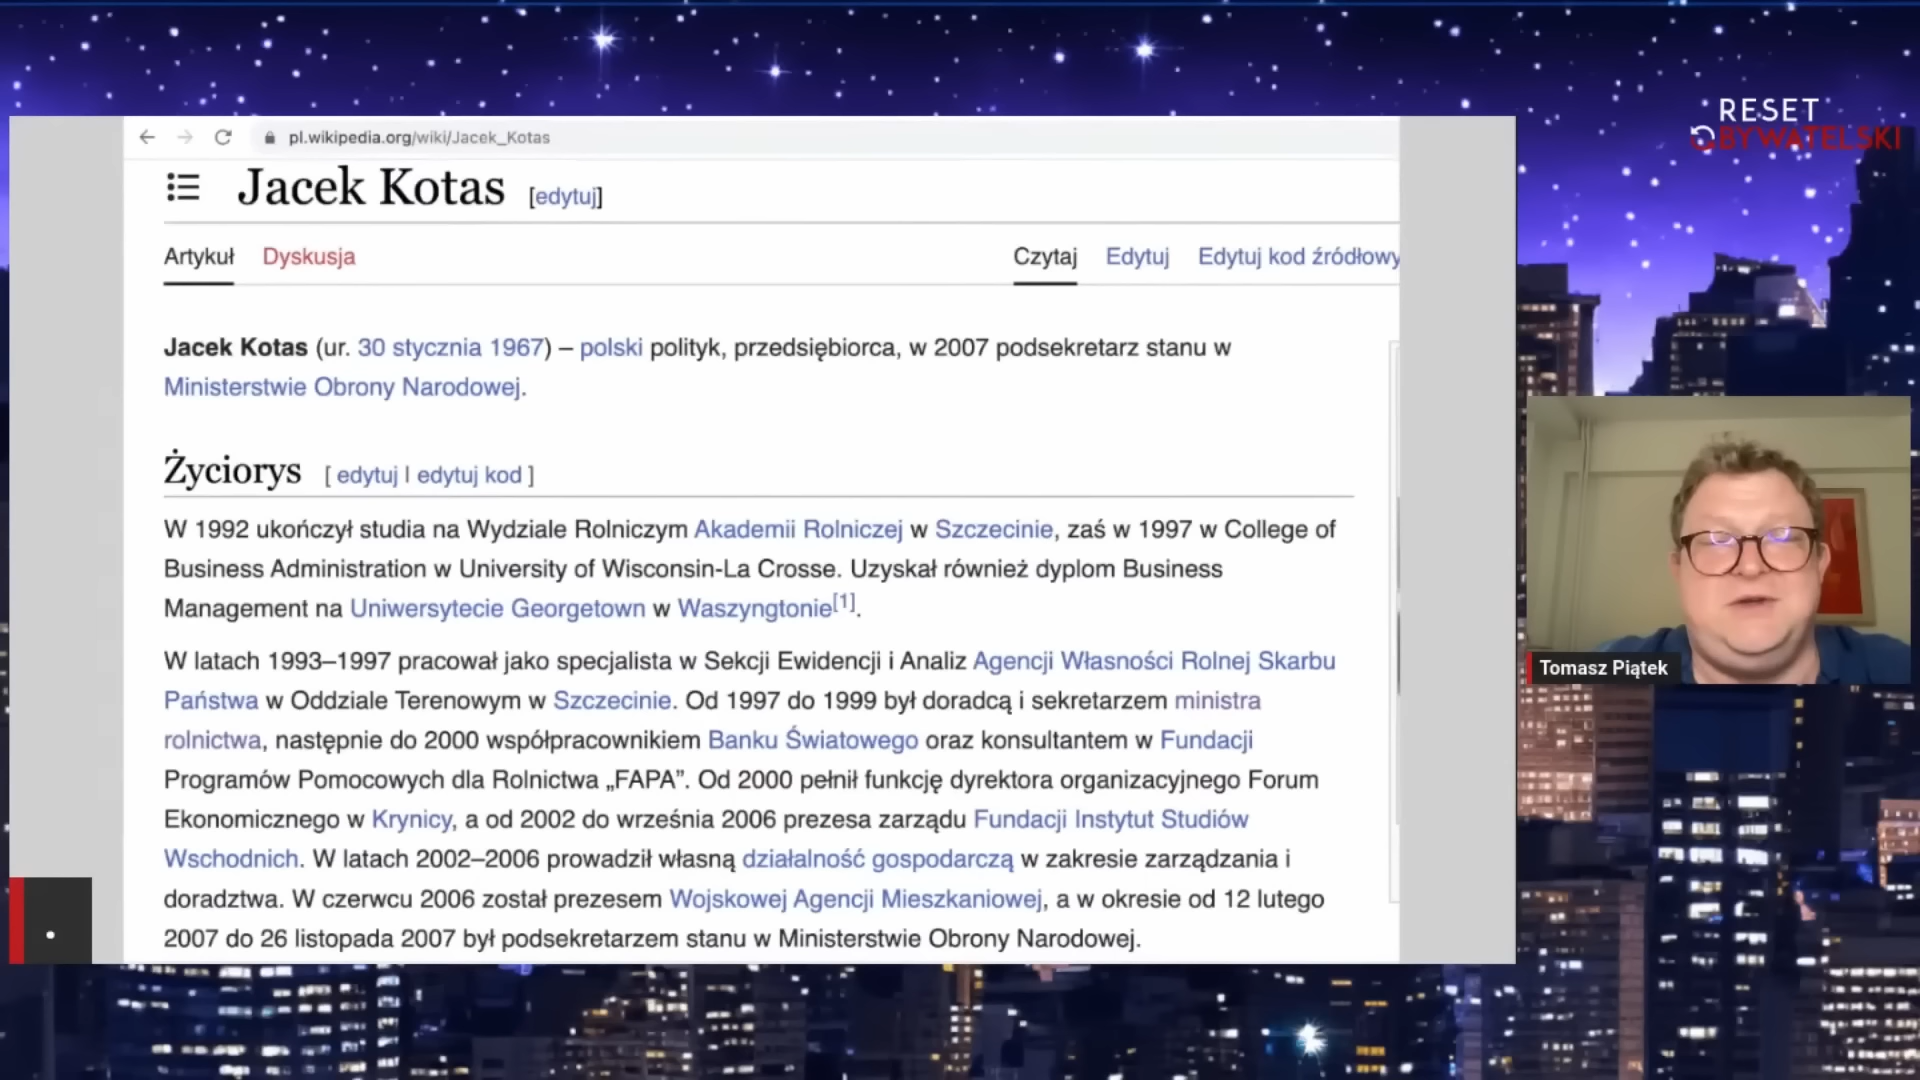 RESET
OBYWATELSKI
pl.wikipedia.org/wiki/Jacek_Kotas
Jacek Kotas [edytuj]
Artykuł Dyskusja Czytaj Edytuj Edytuj kod źródłowy
Jacek Kotas (ur. 30 stycznia 1967) – polski polityk, przedsiębiorca, w 2007 podsekretarz stanu w
Ministerstwie Obrony Narodowej.
Życiorys [ edytuj | edytuj kod ]
W 1992 ukończył studia na Wydziale Rolniczym Akademii Rolniczej w Szczecinie, zaś w 1997 w College of
Business Administration w University of Wisconsin-La Crosse. Uzyskał również dyplom Business
Management na Uniwersytecie Georgetown w Waszyngtonie[1].
W latach 1993–1997 pracował jako specjalista w Sekcji Ewidencji i Analiz Agencji Własności Rolnej Skarbu
Państwa w Oddziale Terenowym w Szczecinie. Od 1997 do 1999 był doradcą i sekretarzem ministra
rolnictwa, następnie do 2000 współpracownikiem Banku Światowego oraz konsultantem w Fundacji
Programów Pomocowych dla Rolnictwa „FAPA”. Od 2000 pełnił funkcję dyrektora organizacyjnego Forum
Ekonomicznego w Krynicy, a od 2002 do września 2006 prezesa zarządu Fundacji Instytut Studiów
Wschodnich. W latach 2002–2006 prowadził własną działalność gospodarczą w zakresie zarządzania i
doradztwa. W czerwcu 2006 został prezesem Wojskowej Agencji Mieszkaniowej, a w okresie od 12 lutego
2007 do 26 listopada 2007 był podsekretarzem stanu w Ministerstwie Obrony Narodowej.
Tomasz Piątek